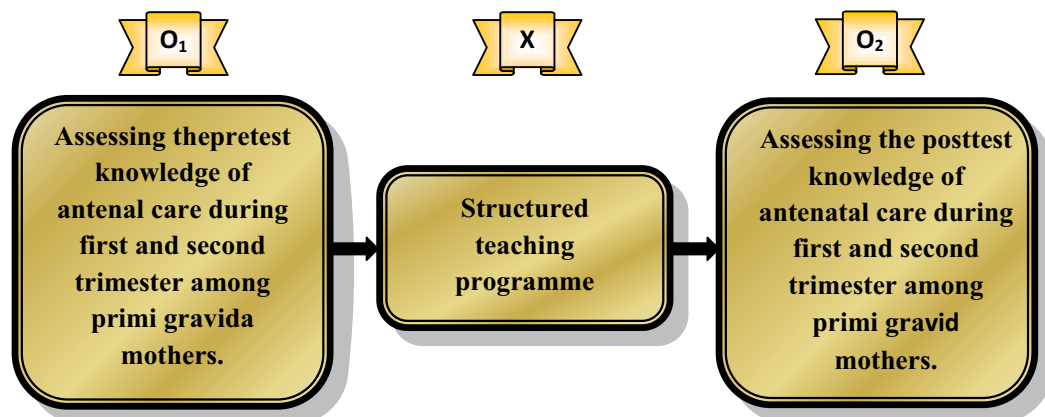 O₁
X
O₂
Assessing thepretest
knowledge of
antenal care during
first and second
trimester among
primi gravida
mothers.
Structured
teaching
programme
Assessing the posttest
knowledge of
antenatal care during
first and second
trimester among
primi gravid
mothers.